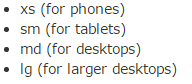 • xs (for phones)
• sm (for tablets)
• md (for desktops)
• lg (for larger desktops)